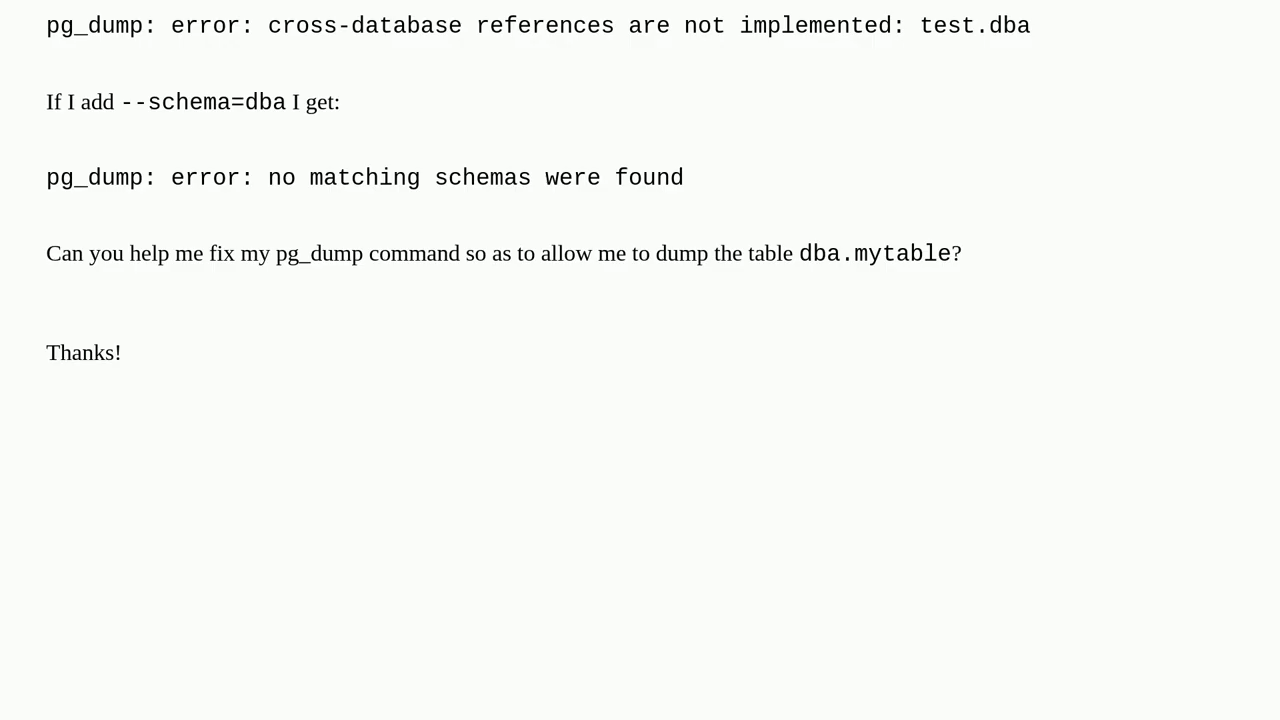 pg_dump: error: cross-database references are not implemented: test.dba
If I add --schema=dba I get:
pg_dump: error: no matching schemas were found
Can you help me fix my pg_dump command so as to allow me to dump the table dba.mytable?
Thanks!